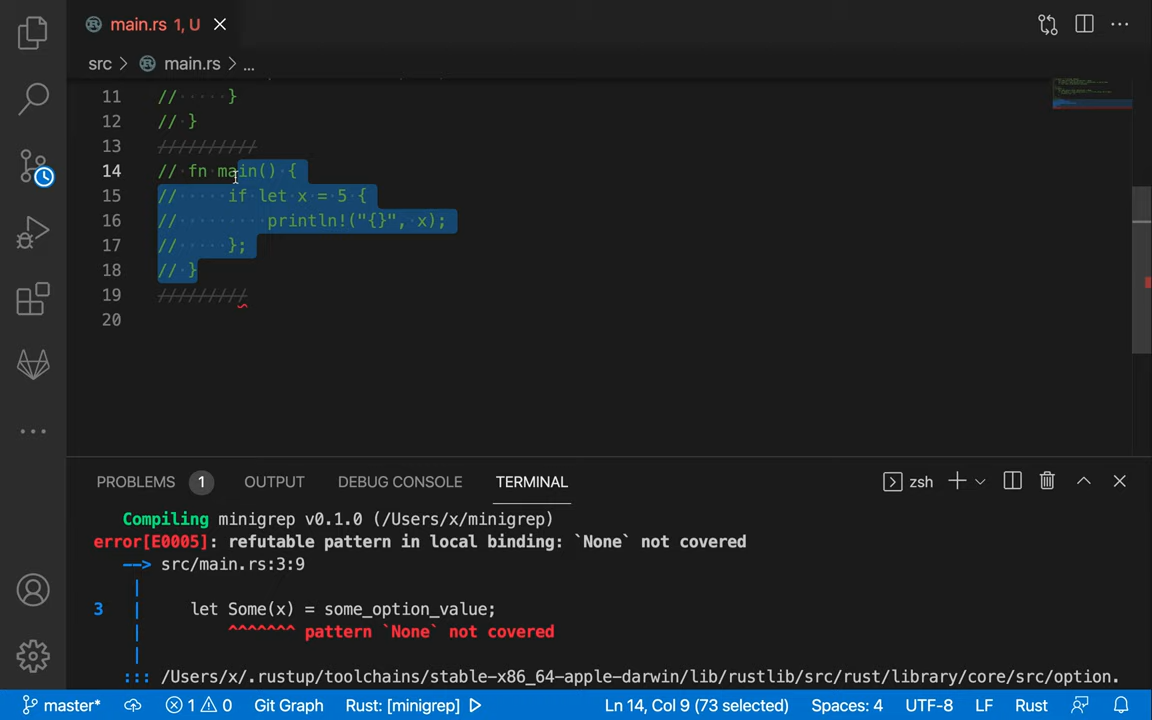 main.rs 1, U
src > main.rs > ...
11 // ····· }
12 // · }
13 //////////
14 // · fn · main() · {
15 // ····· if · let · x · = · 5 · {
16 // ········· println!("{}", · x);
17 // ····· };
18 // · }
19 /////////
20
PROBLEMS 1 OUTPUT DEBUG CONSOLE TERMINAL zsh
Compiling minigrep v0.1.0 (/Users/x/minigrep)
error[E0005]: refutable pattern in local binding: `None` not covered
--> src/main.rs:3:9
|
3 | let Some(x) = some_option_value;
| ^^^^^^^ pattern `None` not covered
|
::: /Users/x/.rustup/toolchains/stable-x86_64-apple-darwin/lib/rustlib/src/rust/library/core/src/option.
master* 1 0 Git Graph Rust: [minigrep] Ln 14, Col 9 (73 selected) Spaces: 4 UTF-8 LF Rust